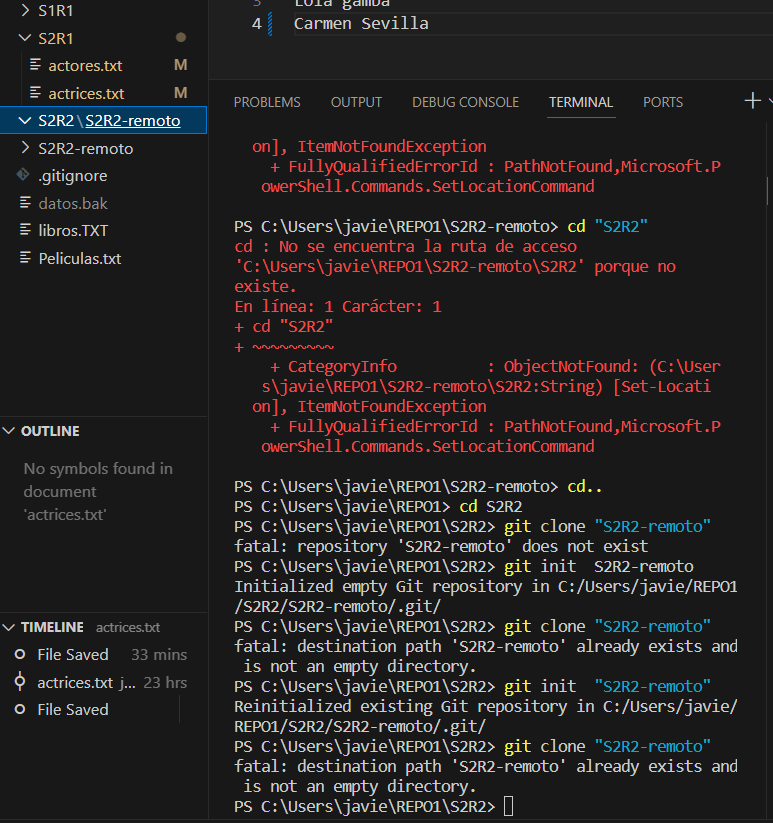 S1R1
S2R1
actores.txt M
actrices.txt M
S2R2\S2R2-remoto
S2R2-remoto
.gitignore
datos.bak
libros.TXT
Peliculas.txt
OUTLINE
No symbols found in
document
'actrices.txt'
TIMELINE actrices.txt
File Saved 33 mins
actrices.txt j... 23 hrs
File Saved
3 Lola gamba
4 Carmen Sevilla
PROBLEMS OUTPUT DEBUG CONSOLE TERMINAL PORTS
on], ItemNotFoundException
+ FullyQualifiedErrorId : PathNotFound,Microsoft.P
owerShell.Commands.SetLocationCommand
PS C:\Users\javie\REPO1\S2R2-remoto> cd "S2R2"
cd : No se encuentra la ruta de acceso
'C:\Users\javie\REPO1\S2R2-remoto\S2R2' porque no
existe.
En línea: 1 Carácter: 1
+ cd "S2R2"
+ ~~~~~~~~~
+ CategoryInfo : ObjectNotFound: (C:\User
s\javie\REPO1\S2R2-remoto\S2R2:String) [Set-Locati
on], ItemNotFoundException
+ FullyQualifiedErrorId : PathNotFound,Microsoft.P
owerShell.Commands.SetLocationCommand
PS C:\Users\javie\REPO1\S2R2-remoto> cd..
PS C:\Users\javie\REPO1> cd S2R2
PS C:\Users\javie\REPO1\S2R2> git clone "S2R2-remoto"
fatal: repository 'S2R2-remoto' does not exist
PS C:\Users\javie\REPO1\S2R2> git init  S2R2-remoto
Initialized empty Git repository in C:/Users/javie/REPO1
/S2R2/S2R2-remoto/.git/
PS C:\Users\javie\REPO1\S2R2> git clone "S2R2-remoto"
fatal: destination path 'S2R2-remoto' already exists and
is not an empty directory.
PS C:\Users\javie\REPO1\S2R2> git init  "S2R2-remoto"
Reinitialized existing Git repository in C:/Users/javie/
REPO1/S2R2/S2R2-remoto/.git/
PS C:\Users\javie\REPO1\S2R2> git clone "S2R2-remoto"
fatal: destination path 'S2R2-remoto' already exists and
is not an empty directory.
PS C:\Users\javie\REPO1\S2R2>